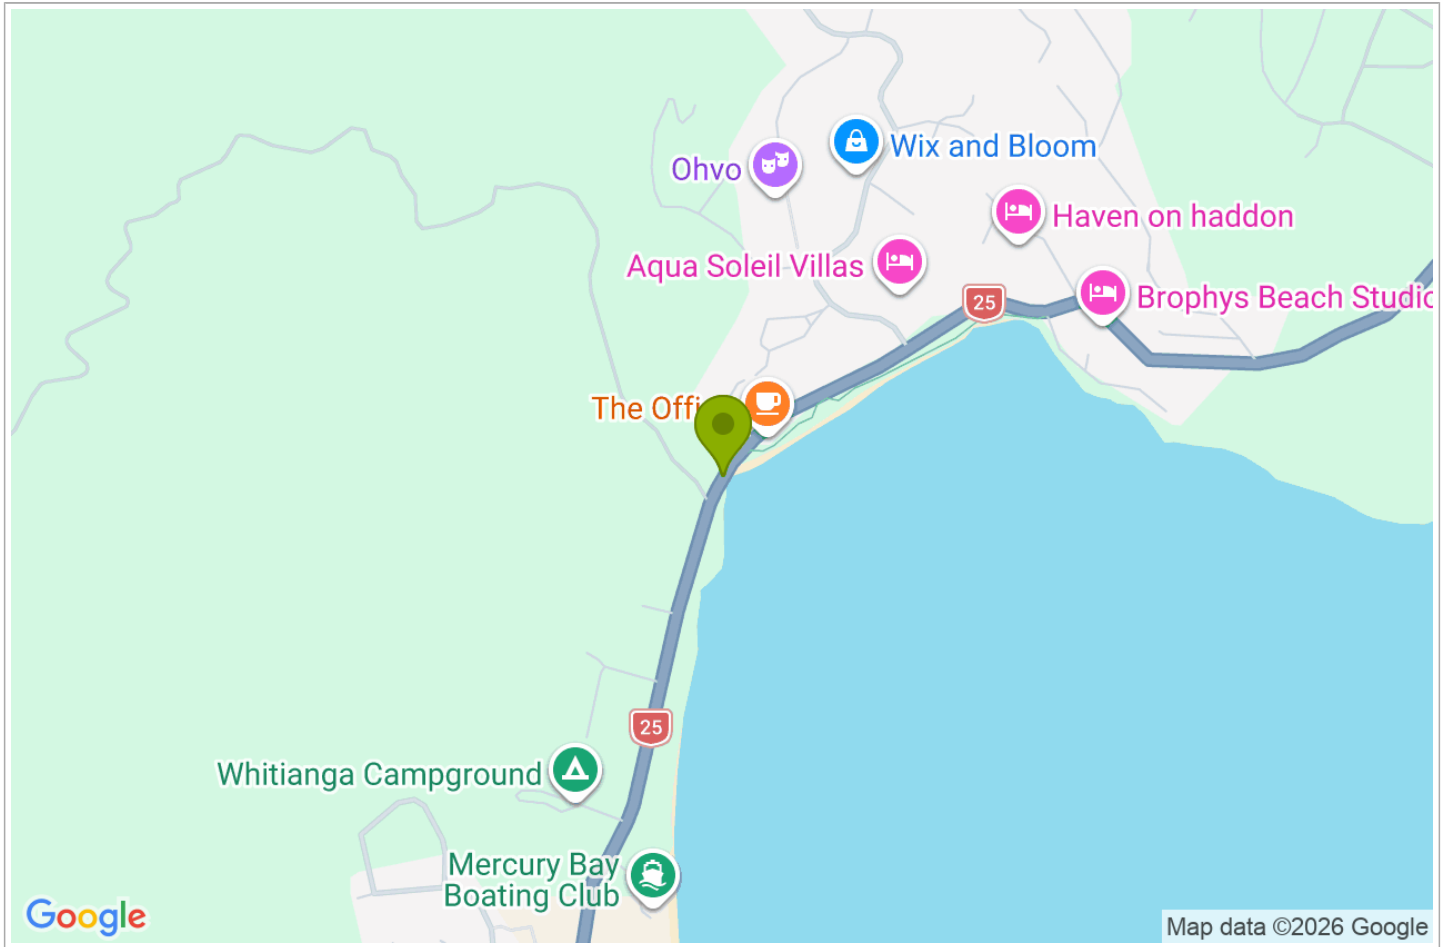 Ohvo
Wix and Bloom
Haven on haddon
Aqua Soleil Villas
25
Brophys Beach Studio
The Offi
25
Whitianga Campground
Mercury Bay
Boating Club
Google
Map data ©2026 Google